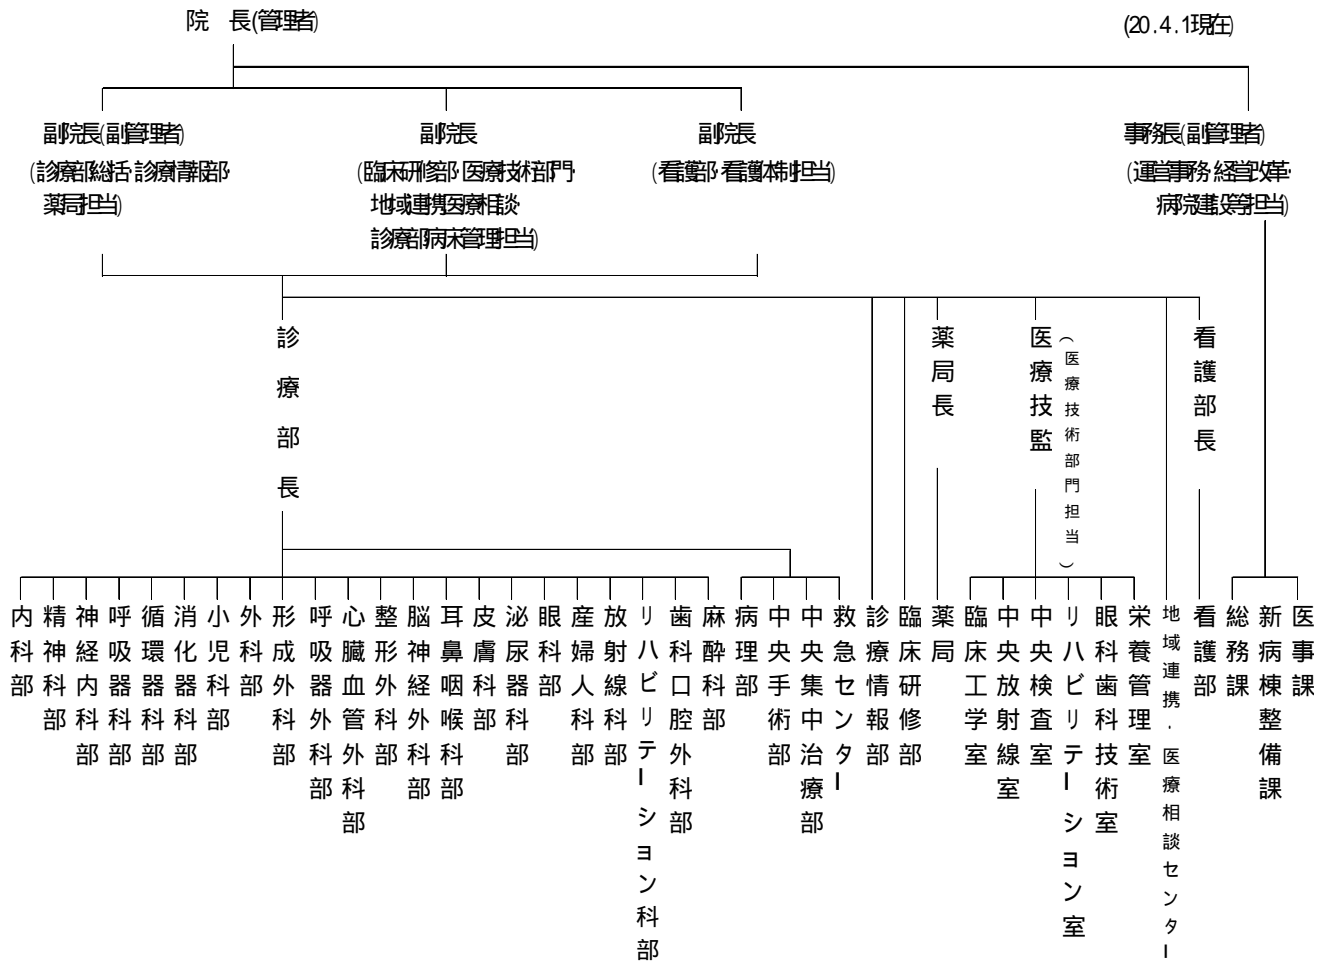 院　長(管理者)
(20.4.1現在)
副院長(副管理者)
(診療部総括・診療情報部・
薬局担当)
副院長
(臨床研修部・医療技術部門・
地域連携医療相談・
診療部病床管理担当)
副院長
(看護部・看護体制担当)
事務長(副管理者)
(運営事務・経営改革・
病院建設等担当)
診療部長
薬局長
医療技監
(医療技術部門担当)
看護部長
内科部
精神科部
神経内科部
呼吸器科部
循環器科部
消化器科部
小児科部
外科部
形成外科部
呼吸器外科部
心臓血管外科部
整形外科部
脳神経外科部
耳鼻咽喉科部
皮膚科部
泌尿器科部
眼科部
産婦人科部
放射線科部
リハビリテーション科部
歯科口腔外科部
麻酔科部
病理部
中央手術部
中央集中治療部
救急センター
診療情報部
臨床研修部
薬局
臨床工学室
中央放射線室
中央検査室
リハビリテーション室
眼科歯科技術室
栄養管理室
地域連携・医療相談センター
看護部
総務課
新病棟整備課
医事課